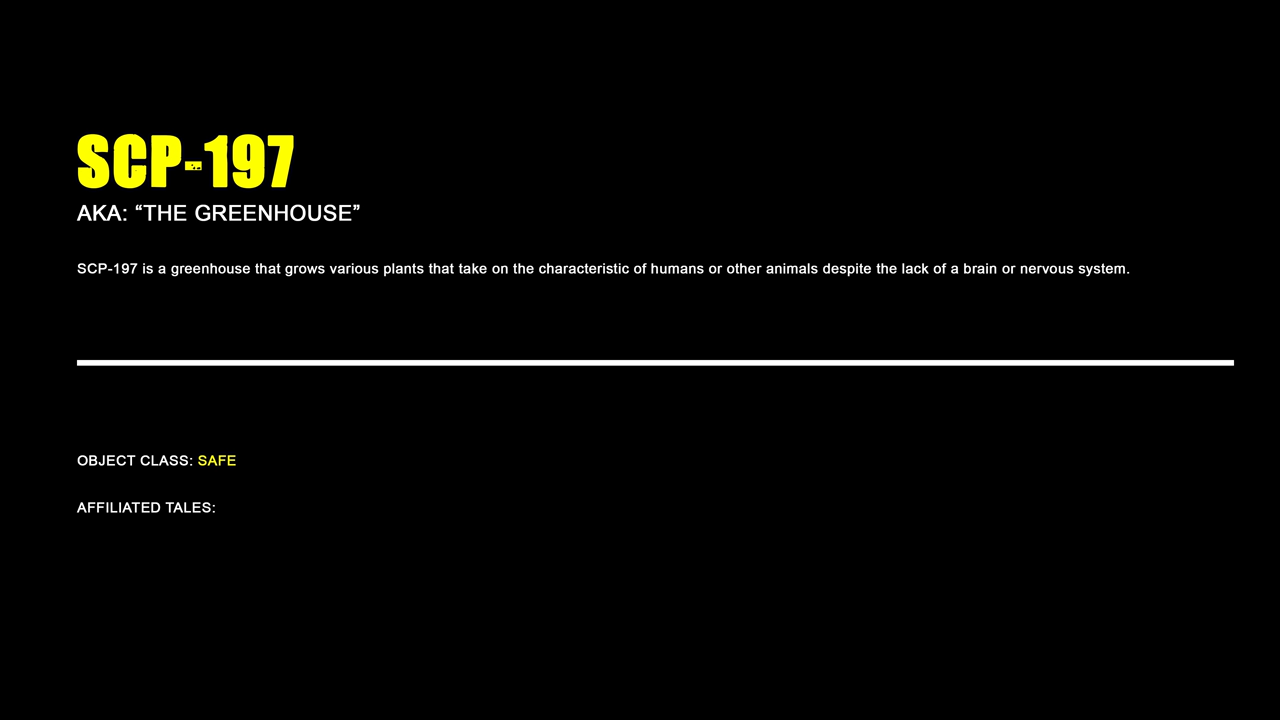 SCP-197
AKA: “THE GREENHOUSE”
SCP-197 is a greenhouse that grows various plants that take on the characteristic of humans or other animals despite the lack of a brain or nervous system.
OBJECT CLASS: SAFE
AFFILIATED TALES: